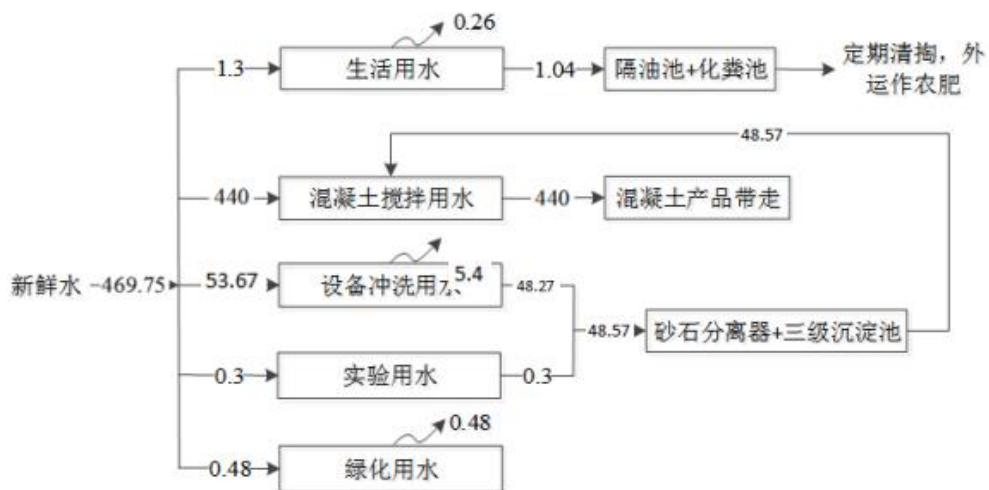 0.26
1.3
生活用水
1.04
隔油池+化粪池
定期清掏，外
运作农肥
48.57
440
混凝土搅拌用水
440
混凝土产品带走
新鲜水
469.75
53.67
设备冲洗用水
5.4
48.27
48.57
砂石分离器+三级沉淀池
0.3
实验用水
0.3
0.48
0.48
绿化用水